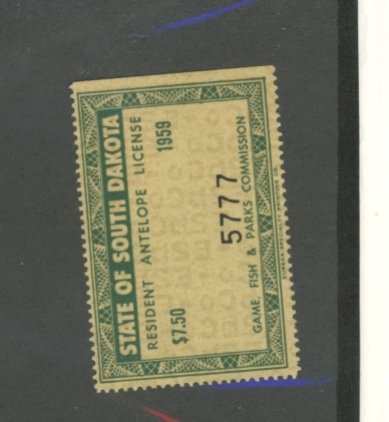 STATE OF SOUTH DAKOTA
RESIDENT ANTELOPE LICENSE
$7.50 1959
5777
GAME, FISH & PARKS COMMISSION